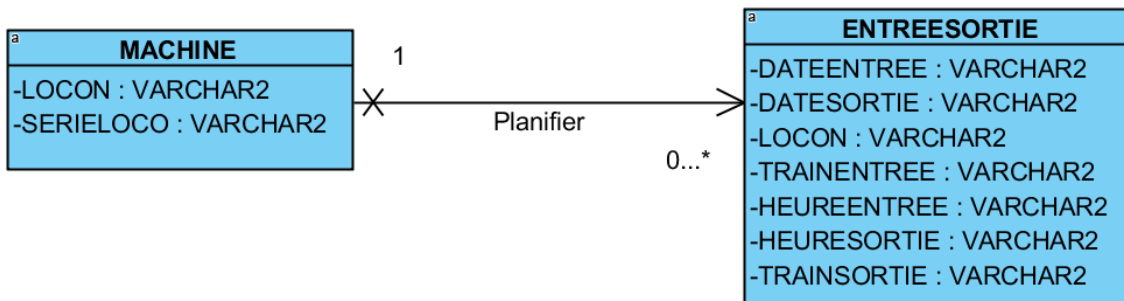 a
MACHINE
-LOCON : VARCHAR2
-SERIELOCO : VARCHAR2
1
Planifier
0...*
a
ENTREESORTIE
-DATEENTREE : VARCHAR2
-DATESORTIE : VARCHAR2
-LOCON : VARCHAR2
-TRAINENTREE : VARCHAR2
-HEUREENTREE : VARCHAR2
-HEURESORTIE : VARCHAR2
-TRAINSORTIE : VARCHAR2